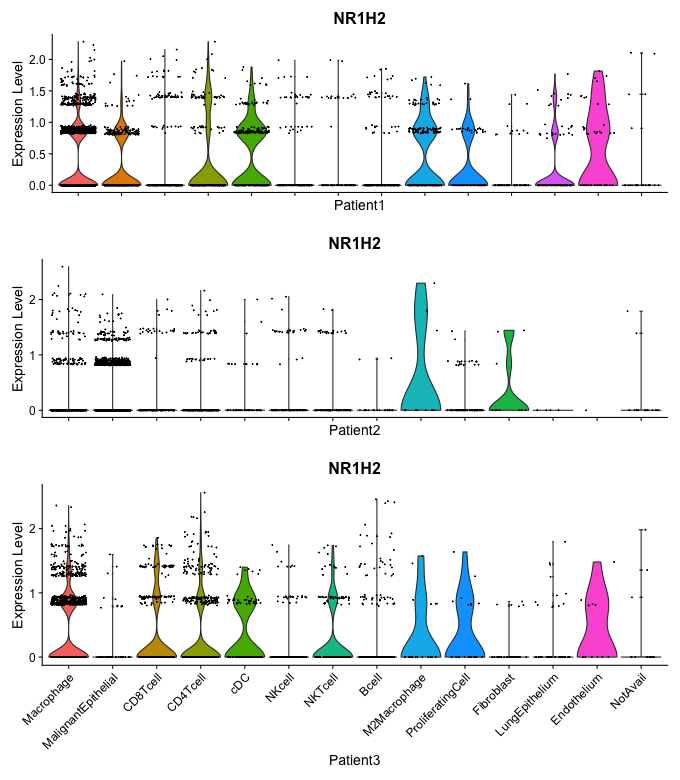 NR1H2
Expression Level
2.0
1.5
1.0
0.5
0.0
Patient1
NR1H2
Expression Level
2
1
0
Patient2
NR1H2
Expression Level
2
1
0
Macrophage
MalignantEpithelial
CD8Tcell
CD4Tcell
cDC
NKcell
NKTcell
Bcell
M2Macrophage
ProliferatingCell
Fibroblast
LungEpithelium
Endothelium
NotAvail
Patient3